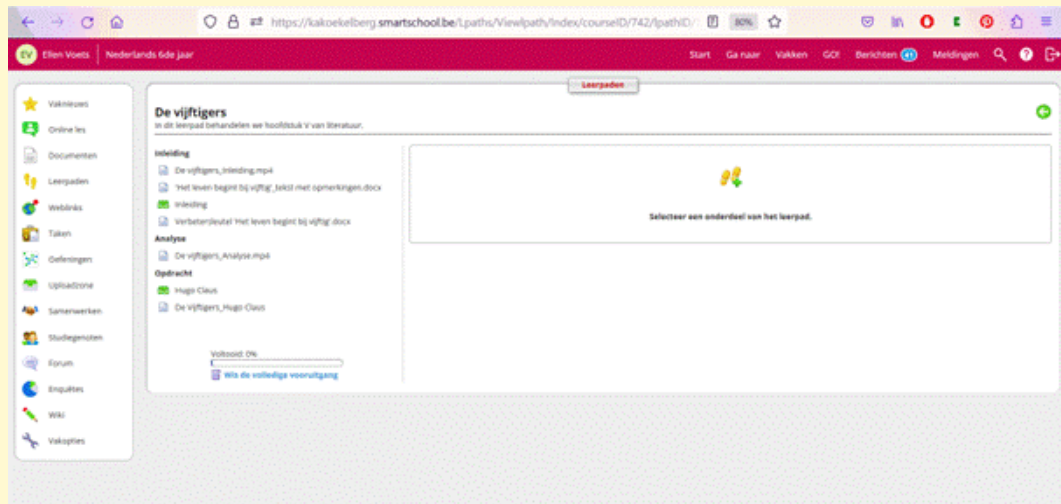 https://kakoekelberg.smartschool.be/Lpaths/Viewlpath/Index/courseID/742/lpathID/
80%
EV Ellen Voets Nederlands 6de jaar Start Ga naar Vakken GO! Berichten 41 Meldingen
Leerpaden
Vaknieuws
Online les
Documenten
Leerpaden
Weblinks
Taken
Oefeningen
Uploadzone
Samenwerken
Studiegenoten
Forum
Enquêtes
Wiki
Vakopties
De vijftigers
In dit leerpad behandelen we hoofdstuk V van literatuur.
Inleiding
De vijftigers_Inleiding.mp4
'Het leven begint bij vijftig'_tekst met opmerkingen.docx
Inleiding
Verbetersleutel 'Het leven begint bij vijftig'.docx
Analyse
De vijftigers_Analyse.mp4
Opdracht
Hugo Claus
De Vijftigers_Hugo Claus
Voltooid: 0%
Wis de volledige vooruitgang
Selecteer een onderdeel van het leerpad.